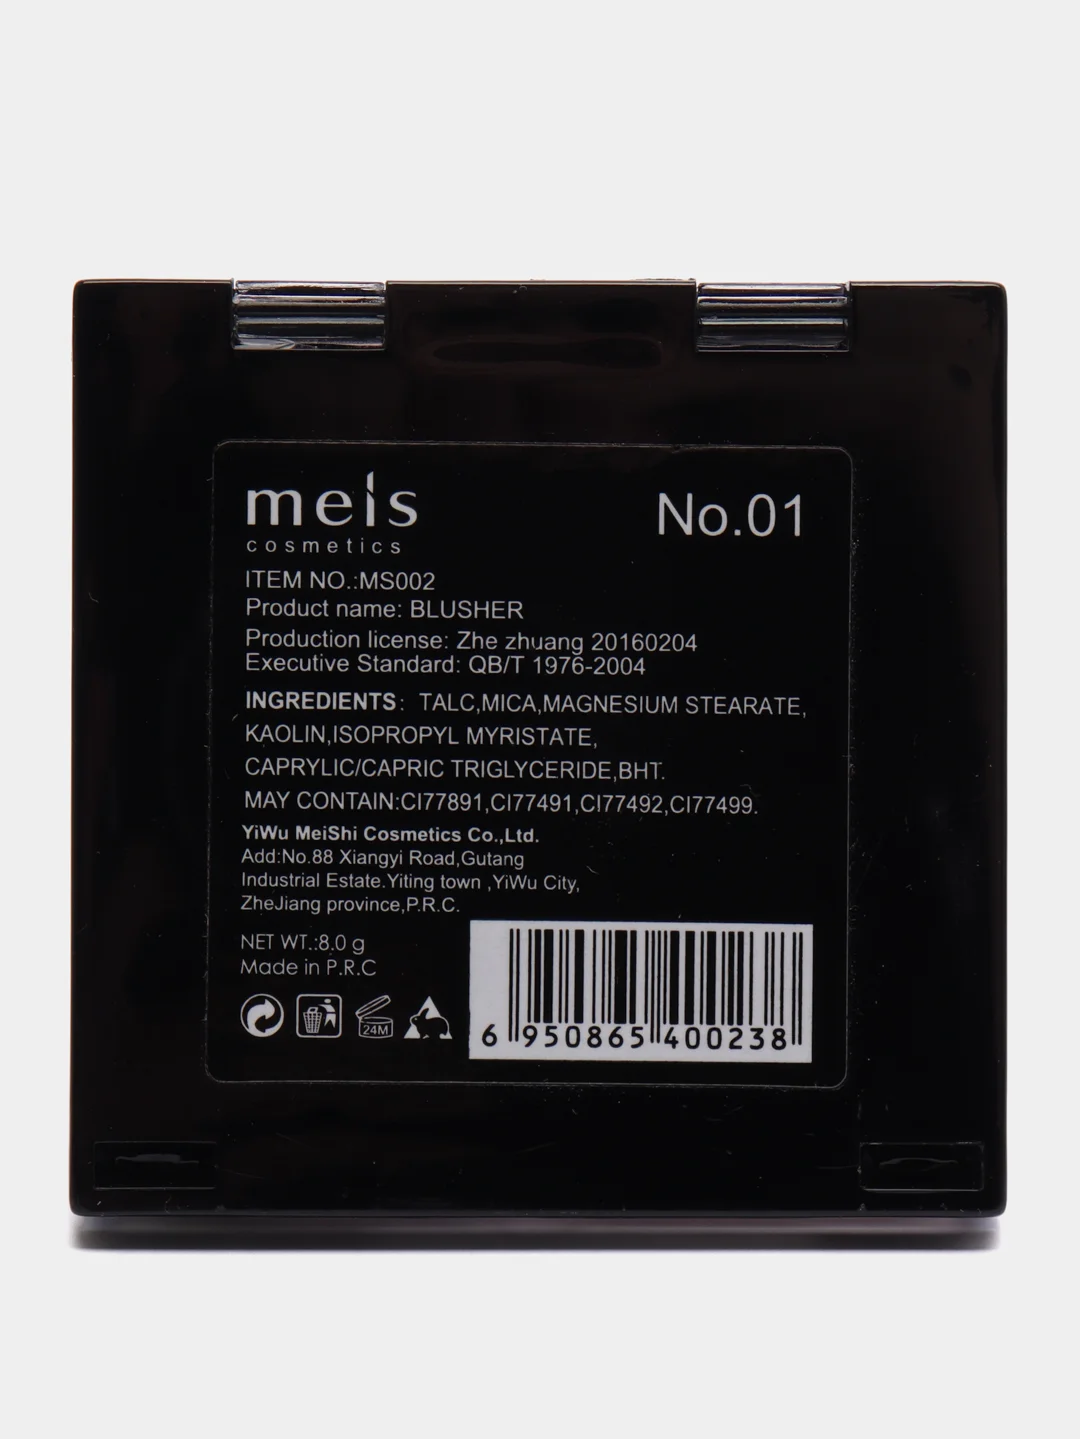 meis
cosmetics
No.01
ITEM NO.:MS002
Product name: BLUSHER
Production license: Zhe zhuang 20160204
Executive Standard: QB/T 1976-2004
INGREDIENTS: TALC,MICA,MAGNESIUM STEARATE,
KAOLIN,ISOPROPYL MYRISTATE,
CAPRYLIC/CAPRIC TRIGLYCERIDE,BHT.
MAY CONTAIN:CI77891,CI77491,CI77492,CI77499.
YiWu MeiShi Cosmetics Co.,Ltd.
Add:No.88 Xiangyi Road,Gutang
Industrial Estate.Yiting town ,YiWu City,
ZheJiang province,P.R.C.
NET WT.:8.0 g
Made in P.R.C
24M
6 950865 400238